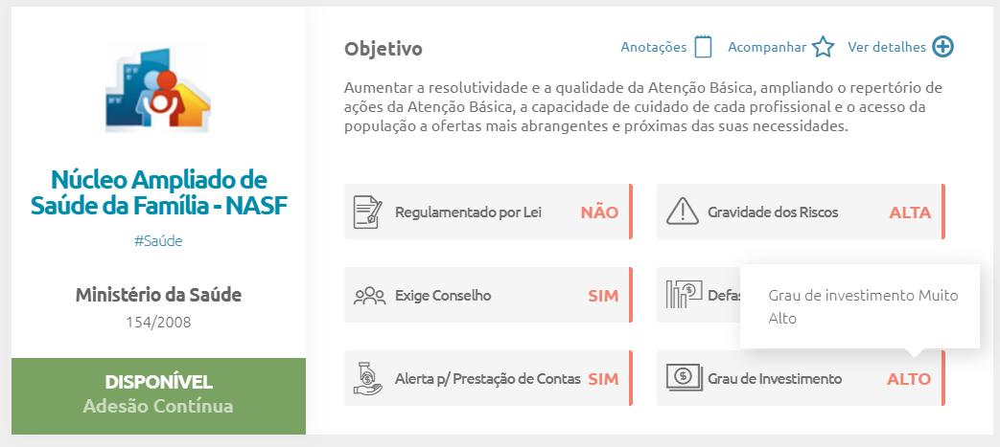 Núcleo Ampliado de
Saúde da Família - NASF
#Saúde
Ministério da Saúde
154/2008
DISPONÍVEL
Adesão Contínua
Objetivo
Anotações Acompanhar Ver detalhes
Aumentar a resolutividade e a qualidade da Atenção Básica, ampliando o repertório de
ações da Atenção Básica, a capacidade de cuidado de cada profissional e o acesso da
população a ofertas mais abrangentes e próximas das suas necessidades.
Regulamentado por Lei NÃO
Gravidade dos Riscos ALTA
Exige Conselho SIM
Defas
Grau de investimento Muito
Alto
Alerta p/ Prestação de Contas SIM
Grau de Investimento ALTO